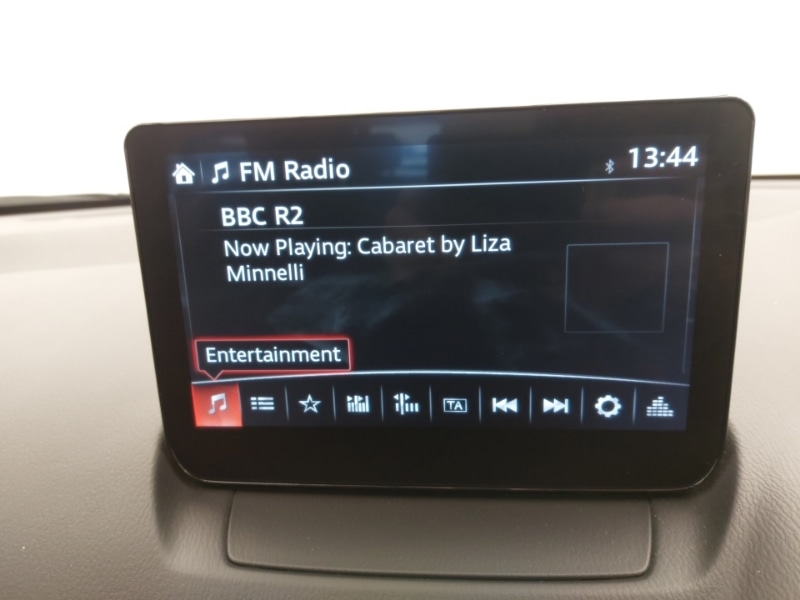 FM Radio
13:44
BBC R2
Now Playing: Cabaret by Liza
Minnelli
Entertainment
TA